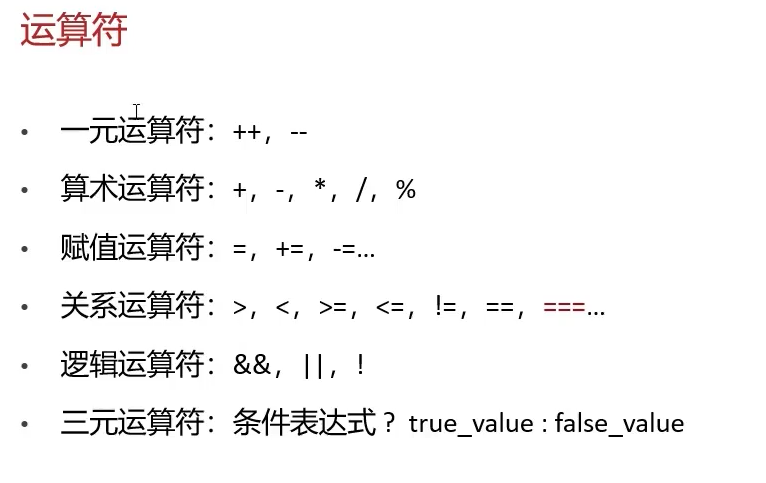 运算符
• 一元运算符：++，--
• 算术运算符：+，-，*，/，%
• 赋值运算符：=，+=，-=...
• 关系运算符：>，<，>=，<=，!=，==，===...
• 逻辑运算符：&&，||，!
• 三元运算符：条件表达式 ? true_value : false_value